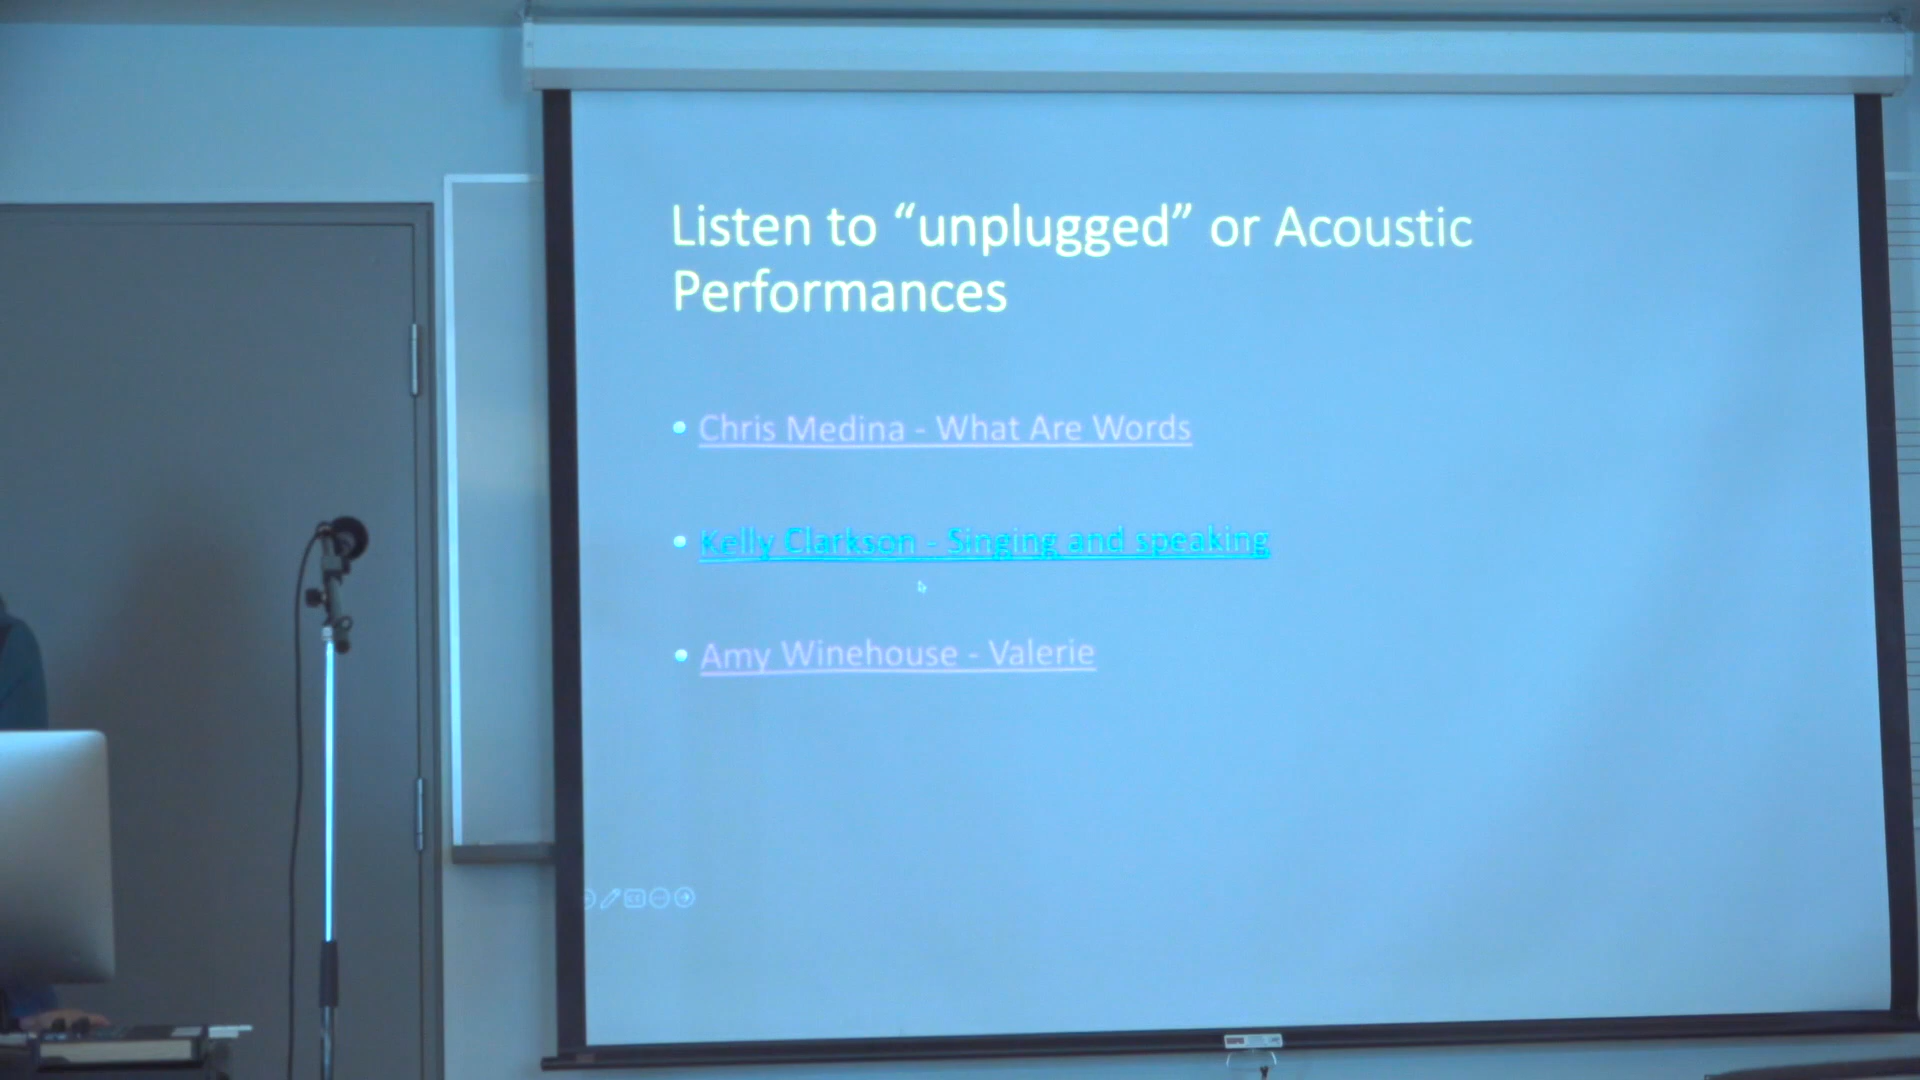 Listen to “unplugged” or Acoustic
Performances
• Chris Medina - What Are Words
• Kelly Clarkson - Singing and speaking
• Amy Winehouse - Valerie